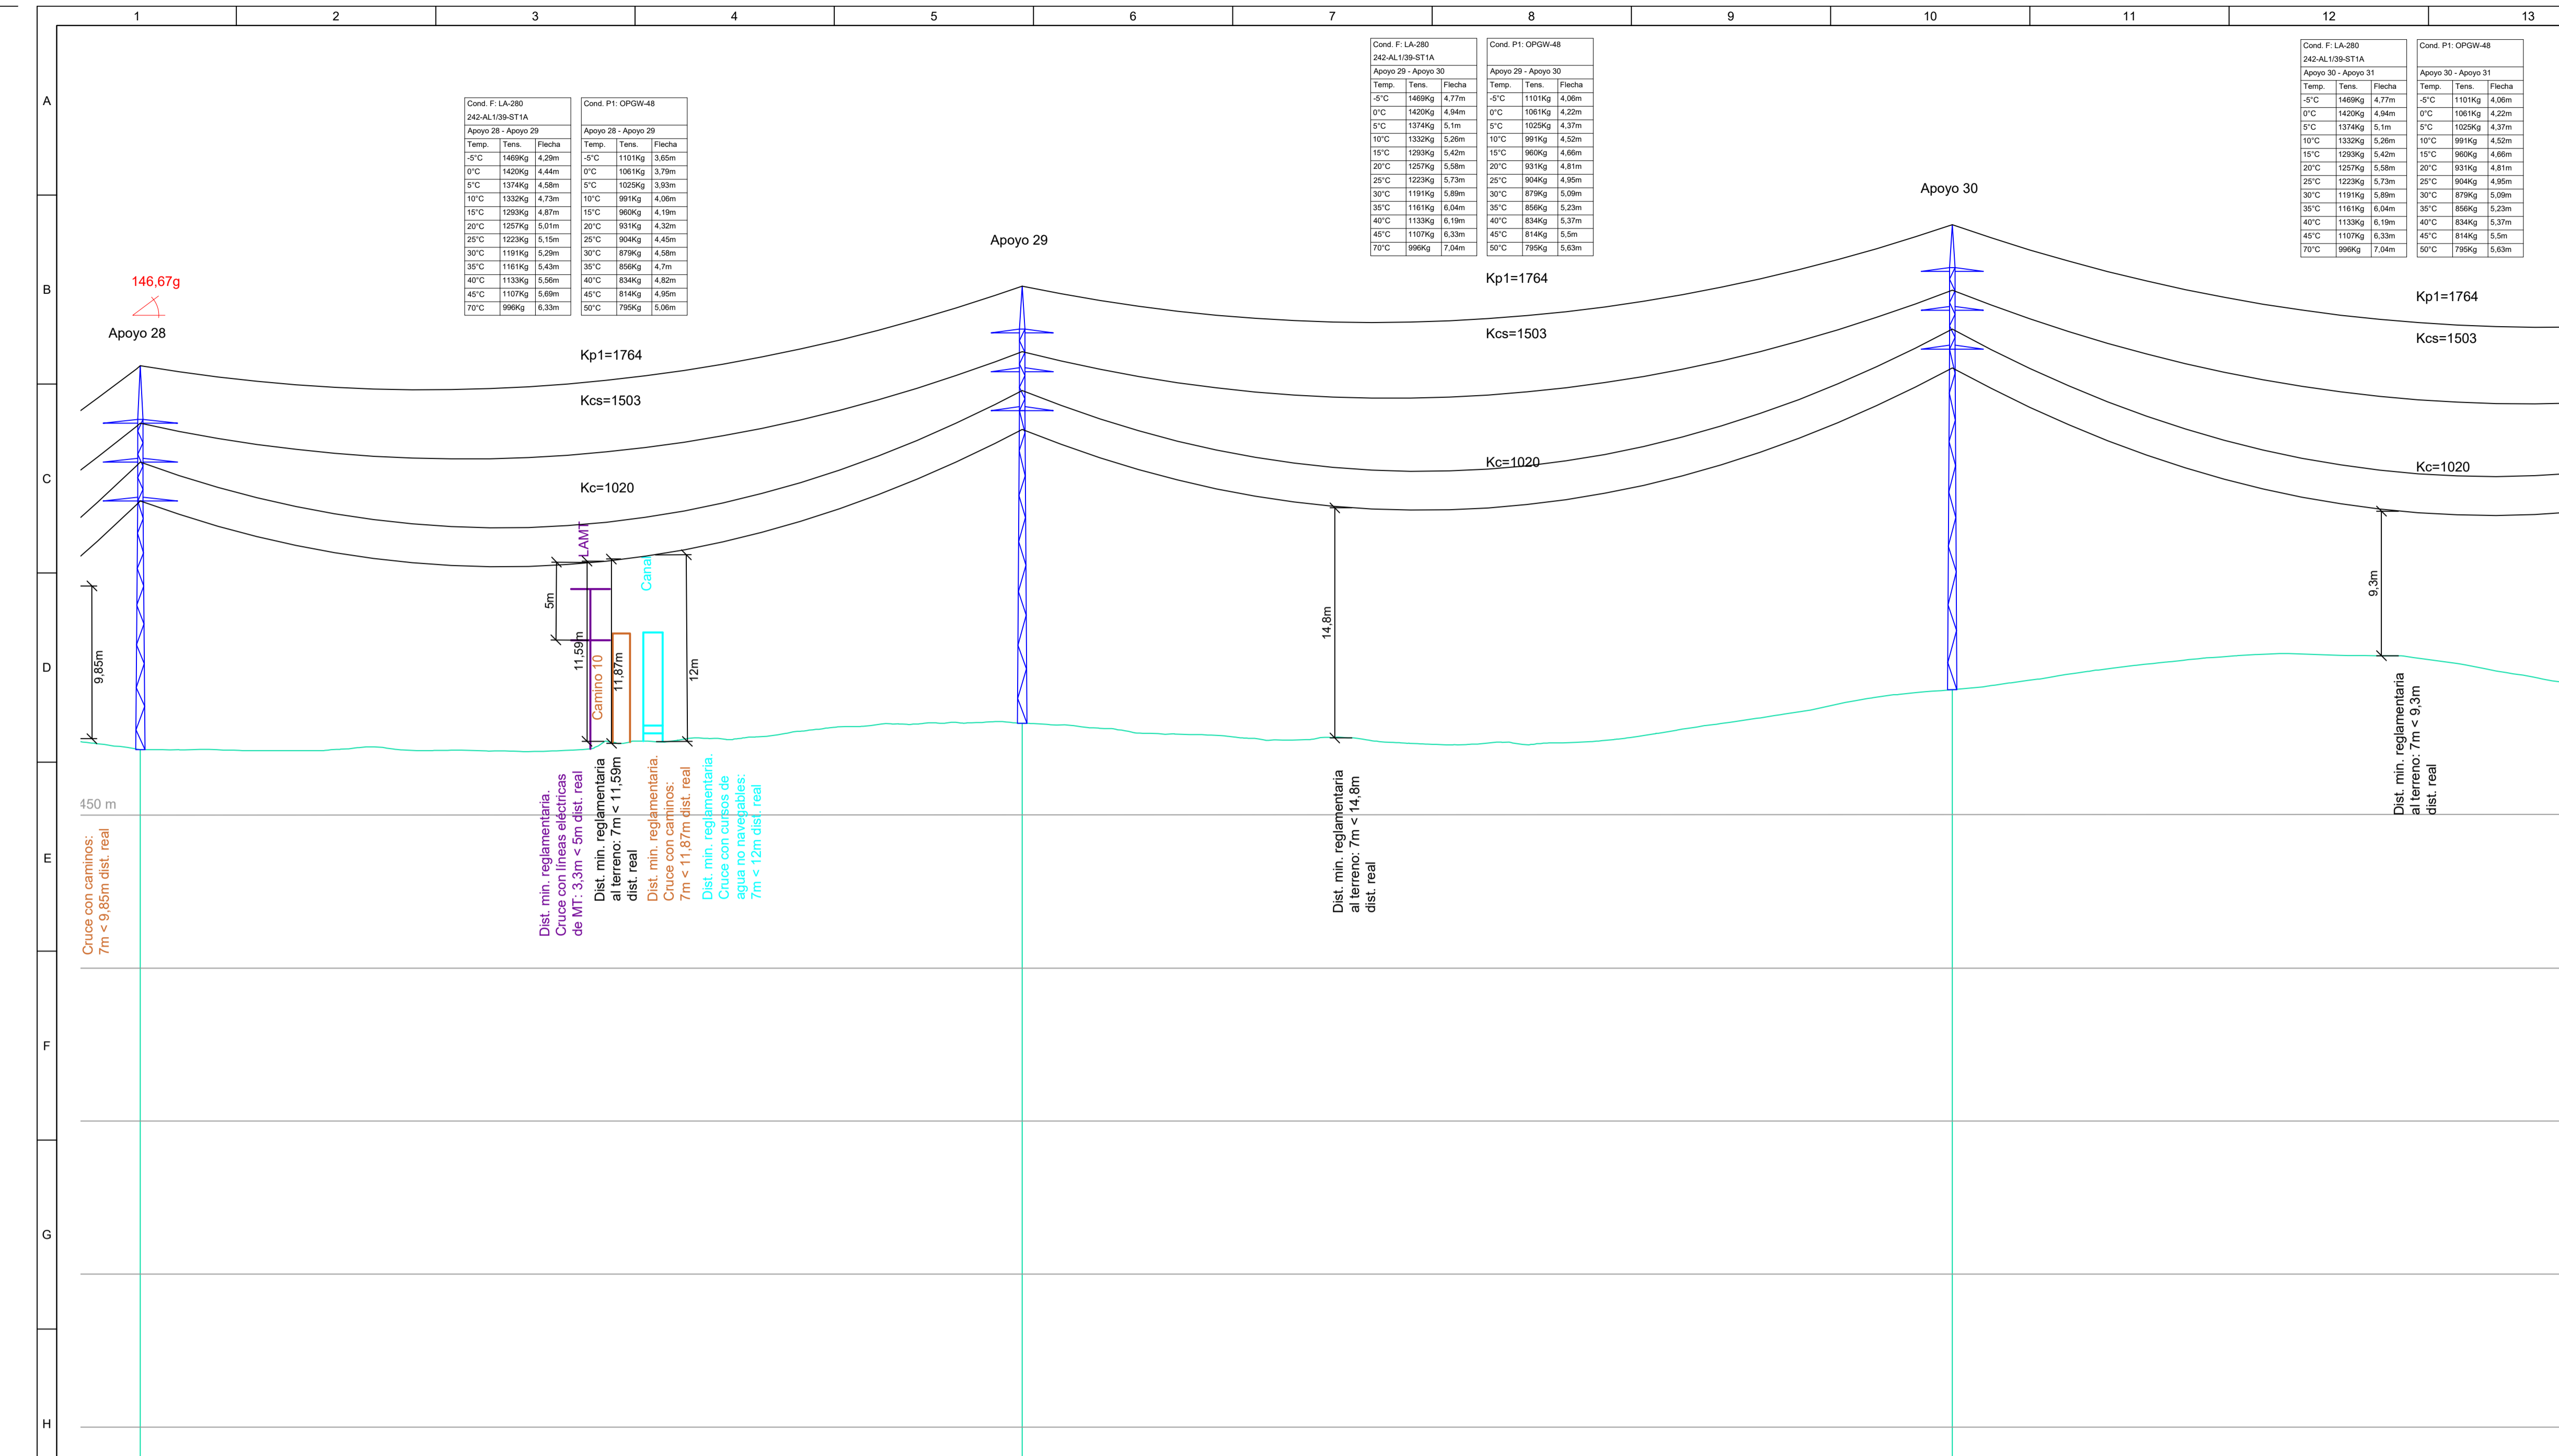 1 2 3 4 5 6 7 8 9 10 11 12 13
A
B
C
D
E
F
G
H
146,67g
Apoyo 28
Cond. F: LA-280
242-AL1/39-ST1A
Apoyo 28 - Apoyo 29
Temp. Tens. Flecha
-5°C 1469Kg 4,29m
0°C 1420Kg 4,44m
5°C 1374Kg 4,58m
10°C 1332Kg 4,73m
15°C 1293Kg 4,87m
20°C 1257Kg 5,01m
25°C 1223Kg 5,15m
30°C 1191Kg 5,29m
35°C 1161Kg 5,43m
40°C 1133Kg 5,56m
45°C 1107Kg 5,69m
70°C 996Kg 6,33m
Cond. P1: OPGW-48
Apoyo 28 - Apoyo 29
Temp. Tens. Flecha
-5°C 1101Kg 3,65m
0°C 1061Kg 3,79m
5°C 1025Kg 3,93m
10°C 991Kg 4,06m
15°C 960Kg 4,19m
20°C 931Kg 4,32m
25°C 904Kg 4,45m
30°C 879Kg 4,58m
35°C 856Kg 4,7m
40°C 834Kg 4,82m
45°C 814Kg 4,95m
50°C 795Kg 5,06m
Kp1=1764
Kcs=1503
Kc=1020
Apoyo 29
Cond. F: LA-280
242-AL1/39-ST1A
Apoyo 29 - Apoyo 30
Temp. Tens. Flecha
-5°C 1469Kg 4,77m
0°C 1420Kg 4,94m
5°C 1374Kg 5,1m
10°C 1332Kg 5,26m
15°C 1293Kg 5,42m
20°C 1257Kg 5,58m
25°C 1223Kg 5,73m
30°C 1191Kg 5,89m
35°C 1161Kg 6,04m
40°C 1133Kg 6,19m
45°C 1107Kg 6,33m
70°C 996Kg 7,04m
Cond. P1: OPGW-48
Apoyo 29 - Apoyo 30
Temp. Tens. Flecha
-5°C 1101Kg 4,06m
0°C 1061Kg 4,22m
5°C 1025Kg 4,37m
10°C 991Kg 4,52m
15°C 960Kg 4,66m
20°C 931Kg 4,81m
25°C 904Kg 4,95m
30°C 879Kg 5,09m
35°C 856Kg 5,23m
40°C 834Kg 5,37m
45°C 814Kg 5,5m
50°C 795Kg 5,63m
Kp1=1764
Kcs=1503
Kc=1020
Apoyo 30
Cond. F: LA-280
242-AL1/39-ST1A
Apoyo 30 - Apoyo 31
Temp. Tens. Flecha
-5°C 1469Kg 4,77m
0°C 1420Kg 4,94m
5°C 1374Kg 5,1m
10°C 1332Kg 5,26m
15°C 1293Kg 5,42m
20°C 1257Kg 5,58m
25°C 1223Kg 5,73m
30°C 1191Kg 5,89m
35°C 1161Kg 6,04m
40°C 1133Kg 6,19m
45°C 1107Kg 6,33m
70°C 996Kg 7,04m
Cond. P1: OPGW-48
Apoyo 30 - Apoyo 31
Temp. Tens. Flecha
-5°C 1101Kg 4,06m
0°C 1061Kg 4,22m
5°C 1025Kg 4,37m
10°C 991Kg 4,52m
15°C 960Kg 4,66m
20°C 931Kg 4,81m
25°C 904Kg 4,95m
30°C 879Kg 5,09m
35°C 856Kg 5,23m
40°C 834Kg 5,37m
45°C 814Kg 5,5m
50°C 795Kg 5,63m
Kp1=1764
Kcs=1503
Kc=1020
9,85m
5m
LAMT
11,59m
Camino 10
11,87m
Canal
12m
14,8m
9,3m
450 m
Cruce con caminos:
7m < 9,85m dist. real
Dist. min. reglamentaria.
Cruce con líneas eléctricas
de MT: 3,3m < 5m dist. real
Dist. min. reglamentaria
al terreno: 7m < 11,59m
dist. real
Dist. min. reglamentaria.
Cruce con caminos:
7m < 11,87m dist. real
Dist. min. reglamentaria.
Cruce con cursos de
agua no navegables:
7m < 12m dist. real
Dist. min. reglamentaria
al terreno: 7m < 14,8m
dist. real
Dist. min. reglamentaria
al terreno: 7m < 9,3m
dist. real